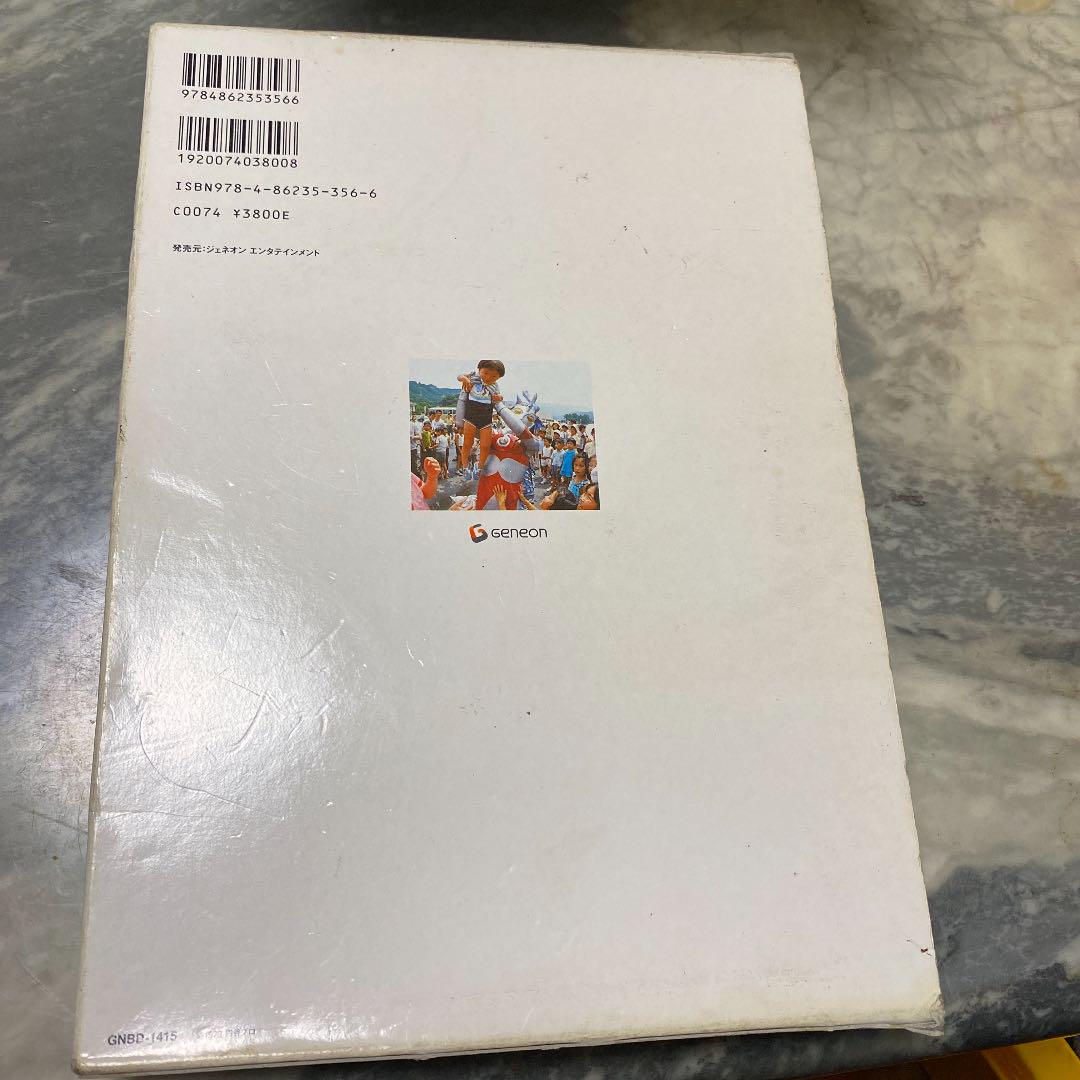 9784862353566
1920074038008
ISBN978-4-86235-356-6
C0074 ¥3800E
発売元:ジェネオン エンタテインメント
Geneon
GNBD-1415